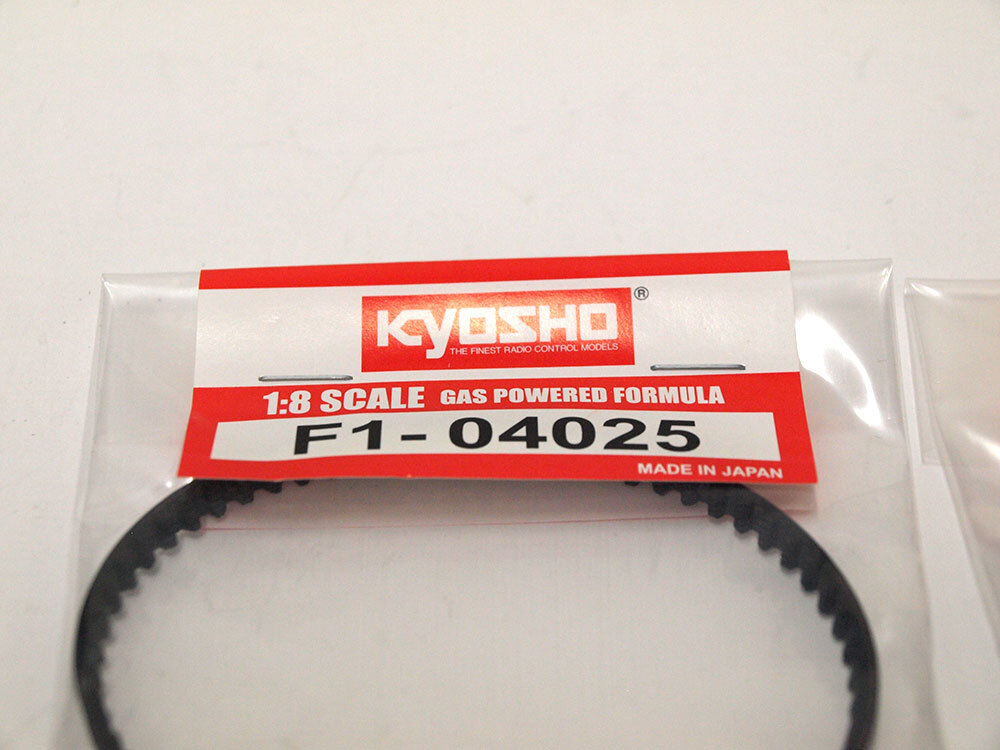 KYOSHO ®
THE FINEST RADIO CONTROL MODELS
1:8 SCALE GAS POWERED FORMULA
F1-04025
MADE IN JAPAN